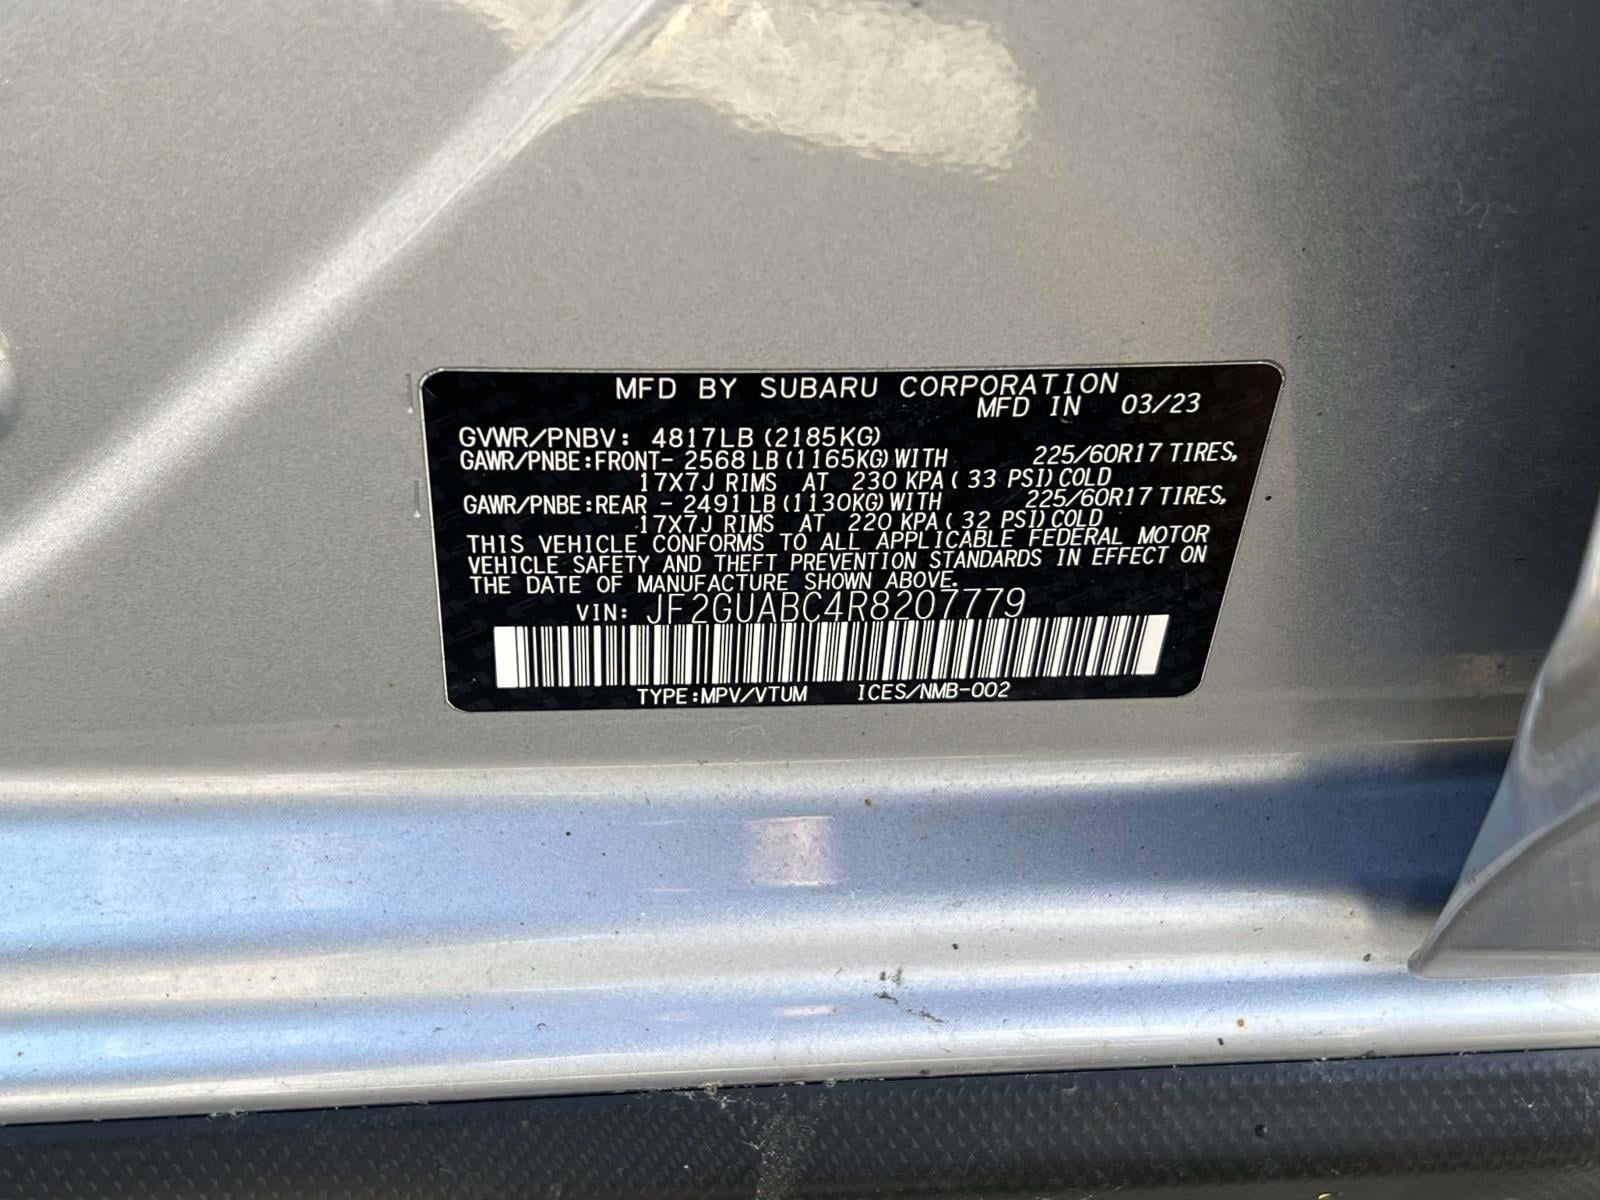 MFD BY SUBARU CORPORATION
MFD IN 03/23
GVWR/PNBV: 4817LB (2185KG)
GAWR/PNBE:FRONT- 2568 LB (1165KG) WITH 225/60R17 TIRES,
17X7J RIMS AT 230 KPA ( 33 PSI) COLD
GAWR/PNBE:REAR - 2491 LB (1130KG) WITH 225/60R17 TIRES,
17X7J RIMS AT 220 KPA ( 32 PSI) COLD
THIS VEHICLE CONFORMS TO ALL APPLICABLE FEDERAL MOTOR
VEHICLE SAFETY AND THEFT PREVENTION STANDARDS IN EFFECT ON
THE DATE OF MANUFACTURE SHOWN ABOVE.
VIN: JF2GUABC4R8207779
TYPE:MPV/VTUM ICES/NMB-002